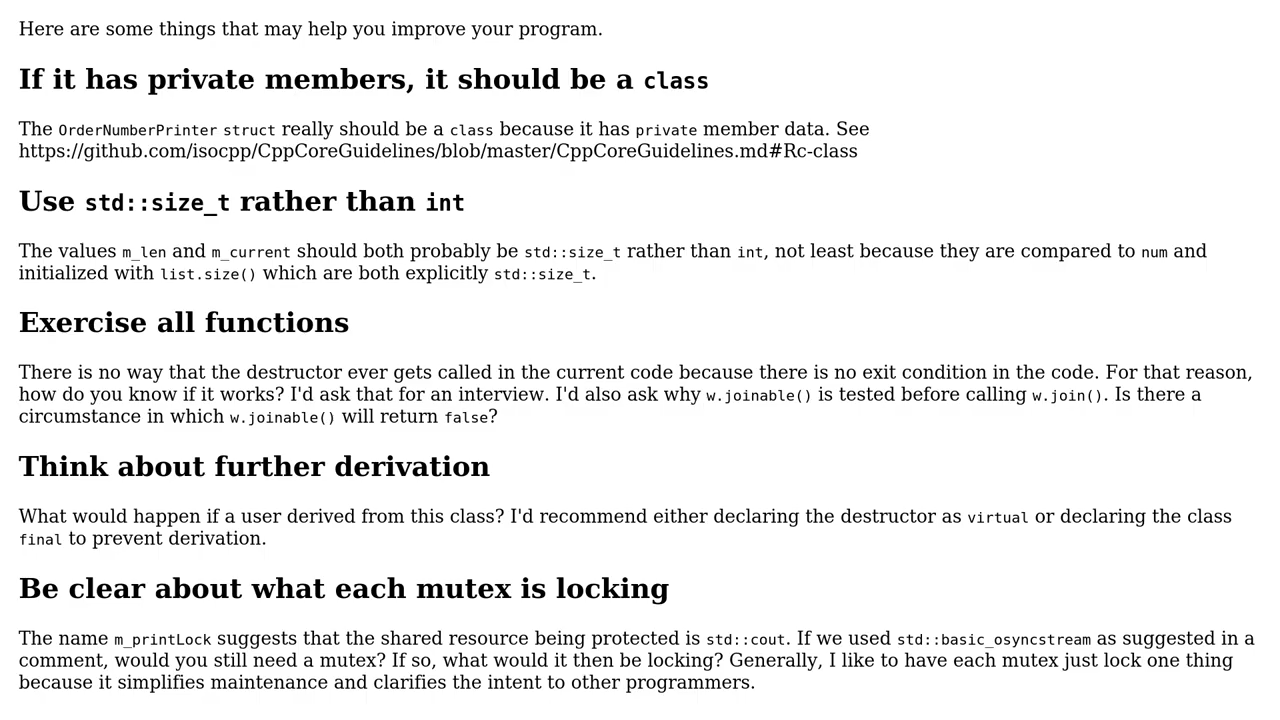 Here are some things that may help you improve your program.
If it has private members, it should be a class
The OrderNumberPrinter struct really should be a class because it has private member data. See
https://github.com/isocpp/CppCoreGuidelines/blob/master/CppCoreGuidelines.md#Rc-class
Use std::size_t rather than int
The values m_len and m_current should both probably be std::size_t rather than int, not least because they are compared to num and
initialized with list.size() which are both explicitly std::size_t.
Exercise all functions
There is no way that the destructor ever gets called in the current code because there is no exit condition in the code. For that reason,
how do you know if it works? I'd ask that for an interview. I'd also ask why w.joinable() is tested before calling w.join(). Is there a
circumstance in which w.joinable() will return false?
Think about further derivation
What would happen if a user derived from this class? I'd recommend either declaring the destructor as virtual or declaring the class
final to prevent derivation.
Be clear about what each mutex is locking
The name m_printLock suggests that the shared resource being protected is std::cout. If we used std::basic_osyncstream as suggested in a
comment, would you still need a mutex? If so, what would it then be locking? Generally, I like to have each mutex just lock one thing
because it simplifies maintenance and clarifies the intent to other programmers.